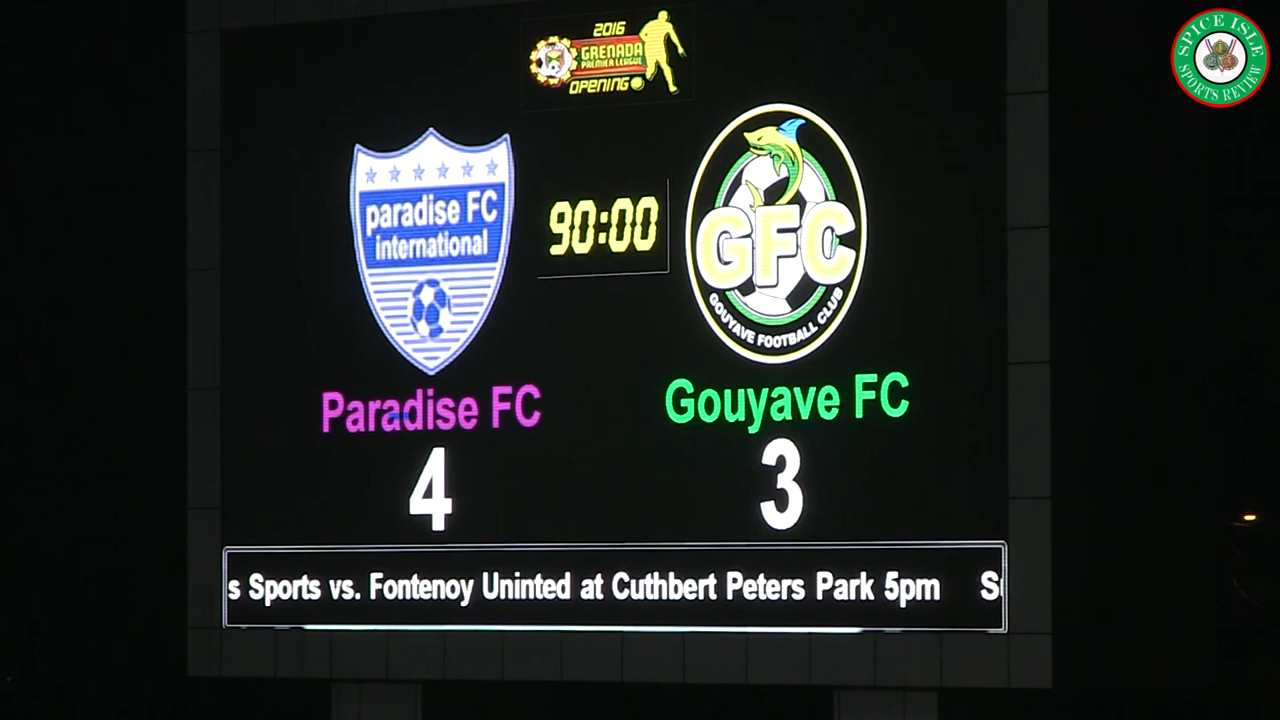 2016
GRENADA
PREMIER LEAGUE
OPENING
SPICE ISLE
SPORTS REVIEW
paradise FC
international
90:00
GFC
GOUYAVE FOOTBALL CLUB
Paradise FC
Gouyave FC
4
3
s Sports vs. Fontenoy Uninted at Cuthbert Peters Park 5pm